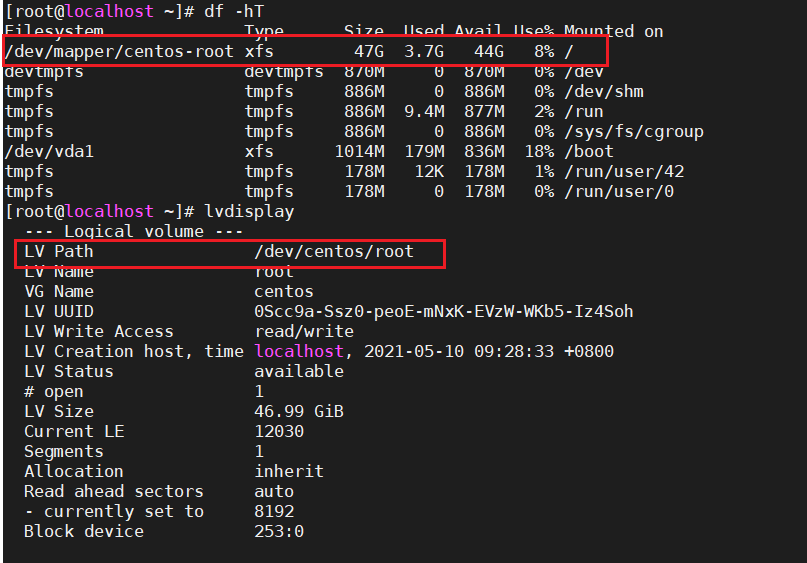 [root@localhost ~]# df -hT
Filesystem              Type      Size  Used Avail Use% Mounted on
/dev/mapper/centos-root xfs        47G  3.7G   44G   8% /
devtmpfs                devtmpfs  870M     0  870M   0% /dev
tmpfs                   tmpfs     886M     0  886M   0% /dev/shm
tmpfs                   tmpfs     886M  9.4M  877M   2% /run
tmpfs                   tmpfs     886M     0  886M   0% /sys/fs/cgroup
/dev/vda1               xfs      1014M  179M  836M  18% /boot
tmpfs                   tmpfs     178M   12K  178M   1% /run/user/42
tmpfs                   tmpfs     178M     0  178M   0% /run/user/0
[root@localhost ~]# lvdisplay
  --- Logical volume ---
  LV Path                /dev/centos/root
  LV Name                root
  VG Name                centos
  LV UUID                0Scc9a-Ssz0-peoE-mNxK-EVzW-WKb5-Iz4Soh
  LV Write Access        read/write
  LV Creation host, time localhost, 2021-05-10 09:28:33 +0800
  LV Status              available
  # open                 1
  LV Size                46.99 GiB
  Current LE             12030
  Segments               1
  Allocation             inherit
  Read ahead sectors     auto
  - currently set to     8192
  Block device           253:0